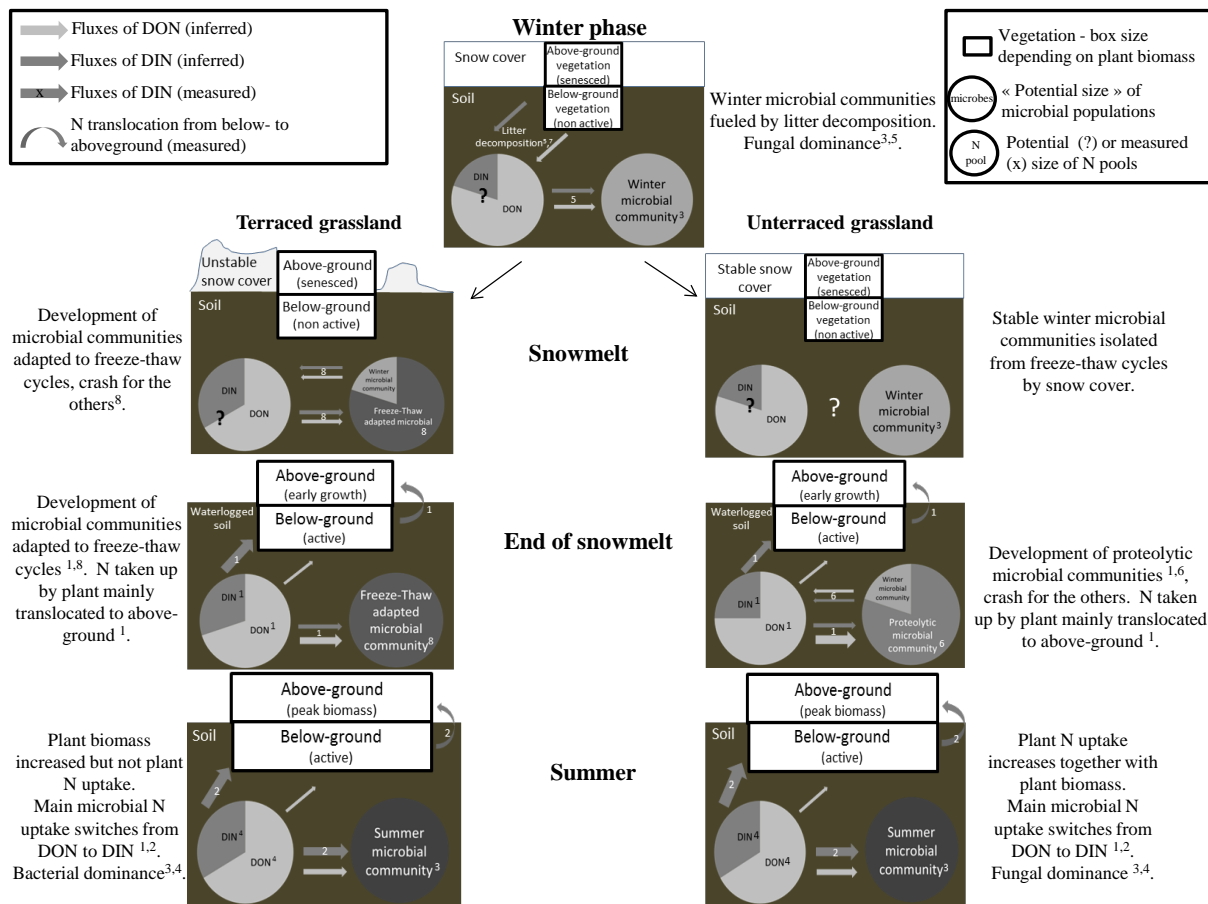 Fluxes of DON (inferred)
Fluxes of DIN (inferred)
x
Fluxes of DIN (measured)
N translocation from below- to
aboveground (measured)
Winter phase
Snow cover
Above-ground
vegetation
(senesced)
Below-ground
vegetation
(non active)
Soil
Litter
decomposition3,7
DIN
?
DON
5
Winter
microbial
community3
Winter microbial communities
fueled by litter decomposition.
Fungal dominance3,5.
Vegetation - box size
depending on plant biomass
microbes
« Potential size » of
microbial populations
N
pool
Potential (?) or measured
(x) size of N pools
Terraced grassland
Unterraced grassland
Unstable
snow cover
Above-ground
(senesced)
Below-ground
(non active)
Soil
DIN
?
DON
8
8
Winter
microbial
community
Freeze-Thaw
adapted microbial
8
Development of
microbial communities
adapted to freeze-thaw
cycles, crash for the
others8.
Snowmelt
Stable snow
cover
Above-ground
vegetation
(senesced)
Below-ground
vegetation
(non active)
Soil
DIN
?
DON
?
Winter
microbial
community3
Stable winter microbial
communities isolated
from freeze-thaw cycles
by snow cover.
Development of
microbial communities
adapted to freeze-thaw
cycles 1,8. N taken up
by plant mainly
translocated to above-
ground 1.
Above-ground
(early growth)
Below-ground
(active)
1
Waterlogged
soil
1
DIN 1
DON1
1
Freeze-Thaw
adapted
microbial
community8
End of snowmelt
Above-ground
(early growth)
Below-ground
(active)
1
Waterlogged
soil
1
DIN 1
DON 1
6
1
Winter
microbial
community
Proteolytic
microbial
community 6
Development of proteolytic
microbial communities 1,6,
crash for the others. N taken
up by plant mainly translocated
to above-ground 1.
Plant biomass
increased but not plant
N uptake.
Main microbial N
uptake switches from
DON to DIN 1,2.
Bacterial dominance3,4.
Above-ground
(peak biomass)
Below-ground
(active)
2
Soil
2
DIN4
DON4
2
Summer
microbial
community 3
Summer
Above-ground
(peak biomass)
Below-ground
(active)
2
Soil
2
DIN4
DON4
2
Summer
microbial
community3
Plant N uptake
increases together with
plant biomass.
Main microbial N
uptake switches from
DON to DIN 1,2.
Fungal dominance 3,4.